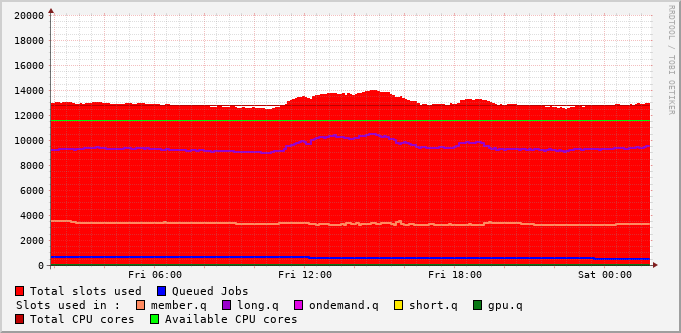 20000
18000
16000
14000
12000
10000
8000
6000
4000
2000
0
Fri 06:00 Fri 12:00 Fri 18:00 Sat 00:00
RRDTOOL / TOBI OETIKER
Total slots used Queued Jobs
Slots used in : member.q long.q ondemand.q short.q gpu.q
Total CPU cores Available CPU cores